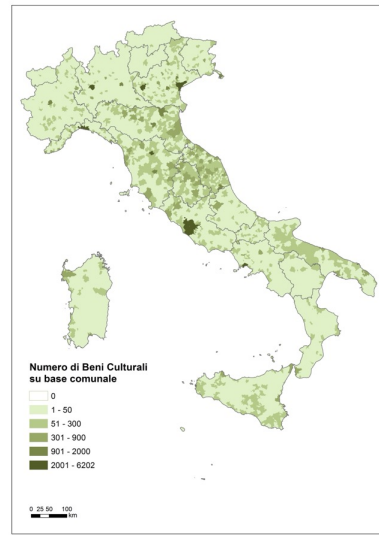 Numero di Beni Culturali
su base comunale
0
1 - 50
51 - 300
301 - 900
901 - 2000
2001 - 6202
0 25 50 100
km